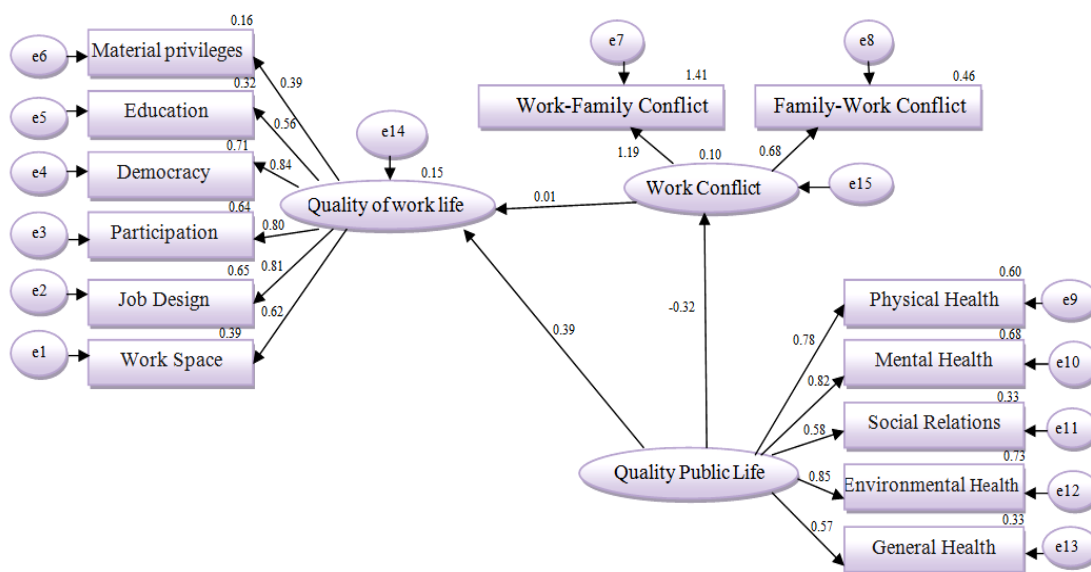 0.16
e6
Material privileges
0.39
e7
e8
0.32
e5
Education
0.56
1.41
Work-Family Conflict
0.46
Family-Work Conflict
0.71
e4
Democracy
0.84
e14
1.19
0.10
0.68
0.15
Work Conflict
e15
Quality of work life
0.01
0.64
e3
Participation
0.80
0.65
e2
Job Design
0.81
0.62
0.39
e1
Work Space
0.39
-0.32
0.60
Physical Health
e9
0.78
0.68
Mental Health
e10
0.82
0.33
Social Relations
e11
0.58
0.73
Quality Public Life
0.85
Environmental Health
e12
0.57
0.33
General Health
e13